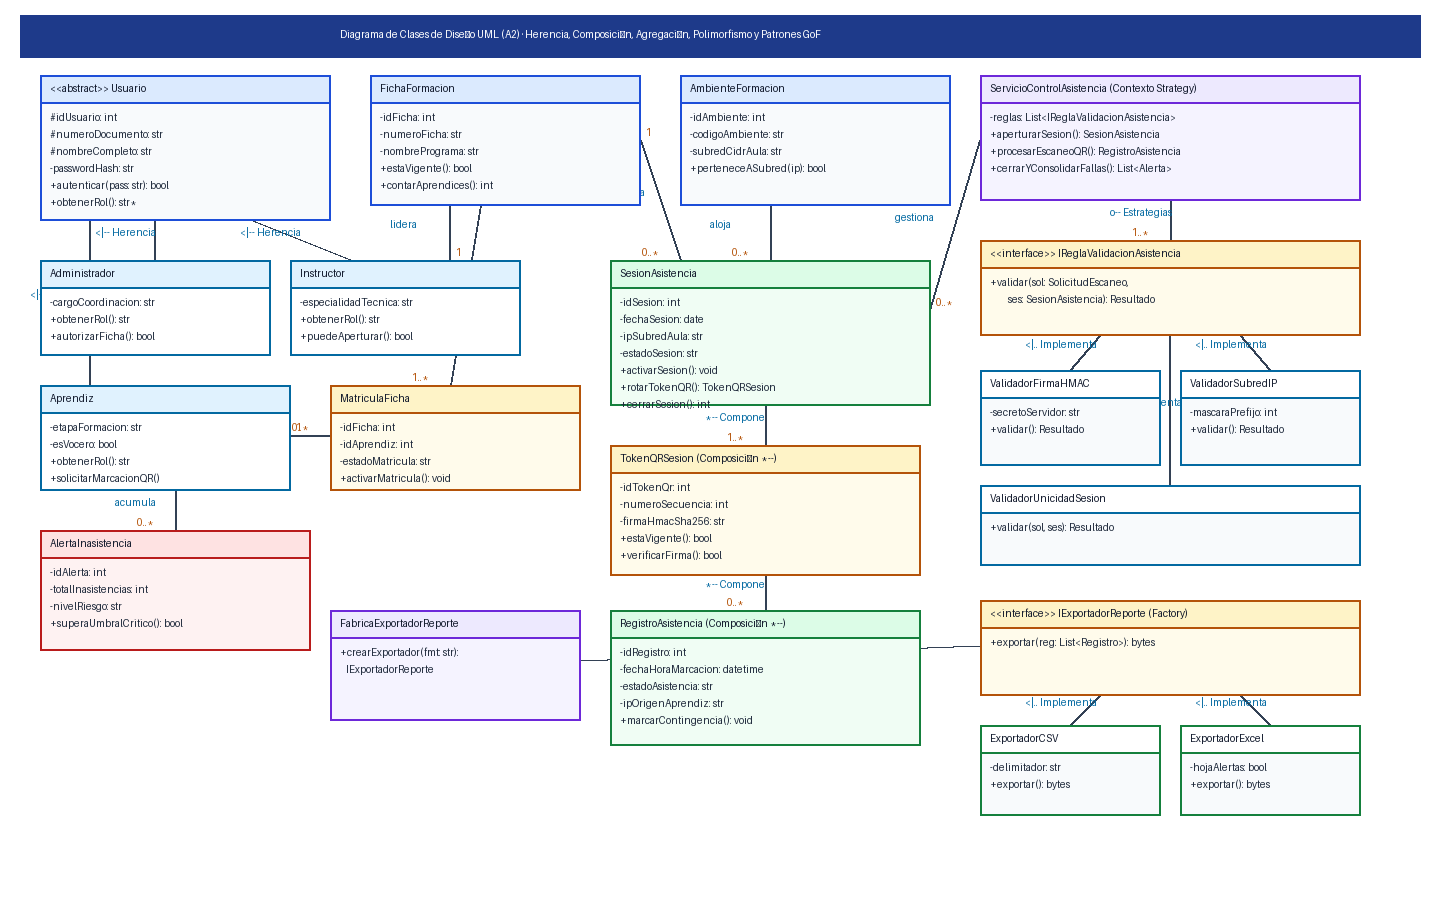 Diagrama de Clases de Dise□o UML (A2) · Herencia, Composici□n, Agregaci□n, Polimorfismo y Patrones GoF
<<abstract>> Usuario
#idUsuario: int
#numeroDocumento: str
#nombreCompleto: str
-passwordHash: str
+autenticar(pass: str): bool
+obtenerRol(): str*
FichaFormacion
-idFicha: int
-numeroFicha: str
-nombrePrograma: str
+estaVigente(): bool
+contarAprendices(): int
AmbienteFormacion
-idAmbiente: int
-codigoAmbiente: str
-subredCidrAula: str
+perteneceASubred(ip): bool
ServicioControlAsistencia (Contexto Strategy)
-reglas: List<IReglaValidacionAsistencia>
+aperturarSesion(): SesionAsistencia
+procesarEscaneoQR(): RegistroAsistencia
+cerrarYConsolidarFallas(): List<Alerta>
1
a
<|-- Herencia
<|-- Herencia
lidera
aloja
gestiona
o-- Estrategias
1..*
1
0..*
0..*
Administrador
-cargoCoordinacion: str
+obtenerRol(): str
+autorizarFicha(): bool
<|-
Instructor
-especialidadTecnica: str
+obtenerRol(): str
+puedeAperturar(): bool
SesionAsistencia
-idSesion: int
-fechaSesion: date
-ipSubredAula: str
-estadoSesion: str
+activarSesion(): void
+rotarTokenQR(): TokenQRSesion
+cerrarSesion(): int
0..*
<<interface>> IReglaValidacionAsistencia
+validar(sol: SolicitudEscaneo,
ses: SesionAsistencia): Resultado
<|.. Implementa
<|.. Implementa
1..*
Aprendiz
-etapaFormacion: str
-esVocero: bool
+obtenerRol(): str
+solicitarMarcacionQR()
MatriculaFicha
-idFicha: int
-idAprendiz: int
-estadoMatricula: str
+activarMatricula(): void
ValidadorFirmaHMAC
-secretoServidor: str
+validar(): Resultado
enta
ValidadorSubredIP
-mascaraPrefijo: int
+validar(): Resultado
*-- Compone
1..*
TokenQRSesion (Composici□n *--)
-idTokenQr: int
-numeroSecuencia: int
-firmaHmacSha256: str
+estaVigente(): bool
+verificarFirma(): bool
ValidadorUnicidadSesion
+validar(sol, ses): Resultado
acumula
0..*
AlertaInasistencia
-idAlerta: int
-totalInasistencias: int
-nivelRiesgo: str
+superaUmbralCritico(): bool
*-- Compone
0..*
FabricaExportadorReporte
+crearExportador(fmt: str):
IExportadorReporte
RegistroAsistencia (Composici□n *--)
-idRegistro: int
-fechaHoraMarcacion: datetime
-estadoAsistencia: str
-ipOrigenAprendiz: str
+marcarContingencia(): void
<<interface>> IExportadorReporte (Factory)
+exportar(reg: List<Registro>): bytes
<|.. Implementa
<|.. Implementa
ExportadorCSV
-delimitador: str
+exportar(): bytes
ExportadorExcel
-hojaAlertas: bool
+exportar(): bytes